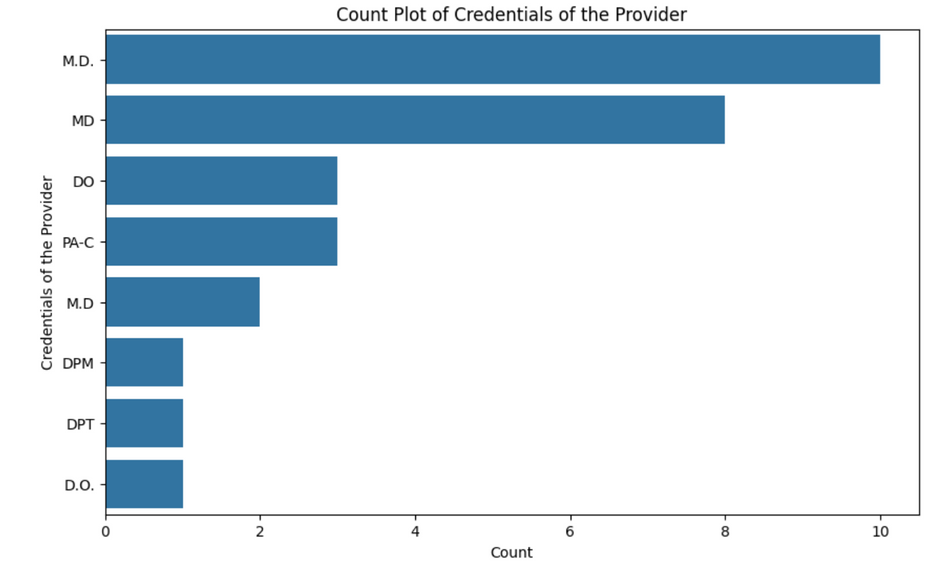 Count Plot of Credentials of the Provider
Credentials of the Provider
M.D.
MD
DO
PA-C
M.D
DPM
DPT
D.O.
0 2 4 6 8 10
Count